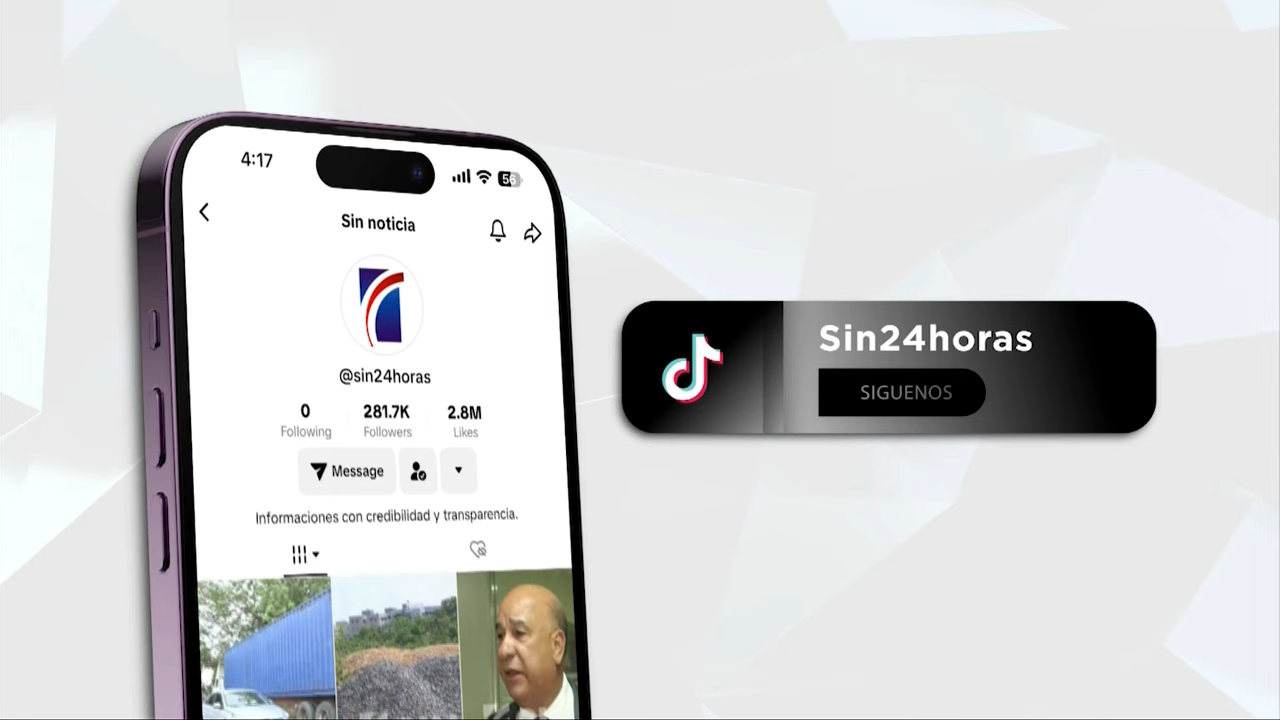 4:17
56
Sin noticia
@sin24horas
0 281.7K 2.8M
Following Followers Likes
Message
Informaciones con credibilidad y transparencia.
Sin24horas
SIGUENOS